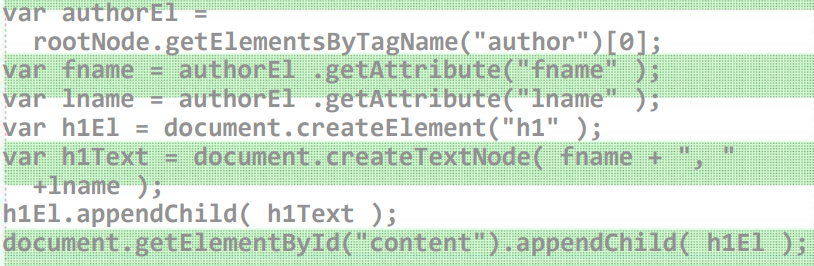 var authorEl =
rootNode.getElementsByTagName("author")[0];
var fname = authorEl .getAttribute("fname" );
var lname = authorEl .getAttribute("lname" );
var h1El = document.createElement("h1" );
var h1Text = document.createTextNode( fname + ", "
+lname );
h1El.appendChild( h1Text );
document.getElementById("content").appendChild( h1El );